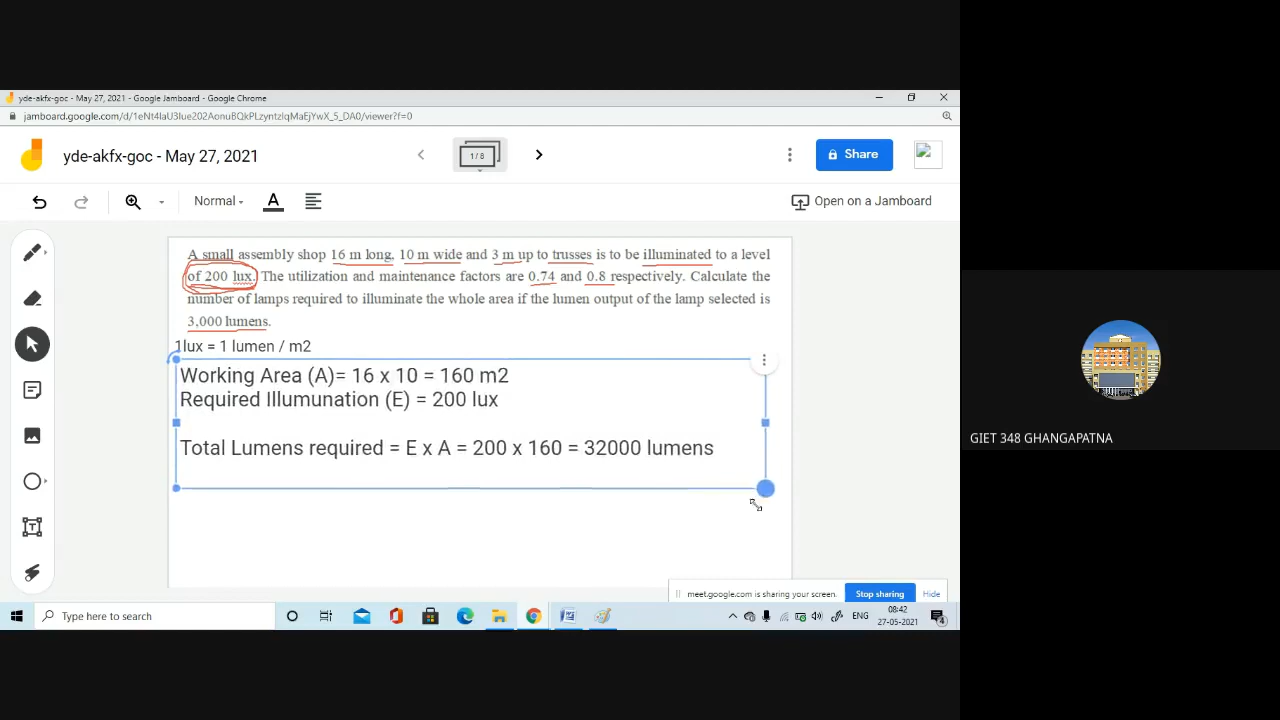 yde-akfx-goc - May 27, 2021 - Google Jamboard - Google Chrome
jamboard.google.com/d/1eNt4laU3lue202AonuBQkPLzyntzlqMaEjYwX_5_DA0/viewer?f=0
yde-akfx-goc - May 27, 2021
1/8
Share
Normal
A
Open on a Jamboard
A small assembly shop 16 m long, 10 m wide and 3 m up to trusses is to be illuminated to a level
of 200 lux. The utilization and maintenance factors are 0.74 and 0.8 respectively. Calculate the
number of lamps required to illuminate the whole area if the lumen output of the lamp selected is
3,000 lumens.
1lux = 1 lumen / m2
Working Area (A)= 16 x 10 = 160 m2
Required Illumunation (E) = 200 lux
Total Lumens required = E x A = 200 x 160 = 32000 lumens
GIET 348 GHANGAPATNA
meet.google.com is sharing your screen.
Stop sharing
Hide
Type here to search
ENG
08:42
27-05-2021
4